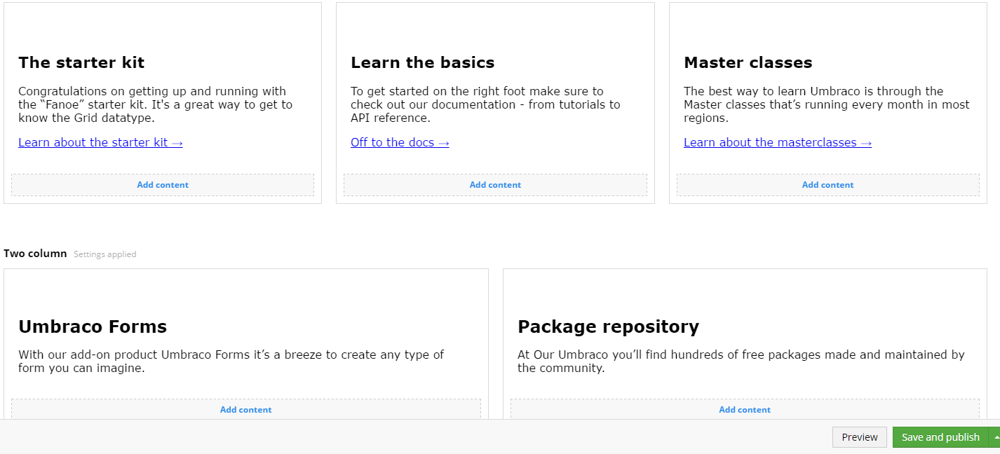 The starter kit
Congratulations on getting up and running with
the “Fanoe” starter kit. It's a great way to get to
know the Grid datatype.
Learn about the starter kit →
Add content
Learn the basics
To get started on the right foot make sure to
check out our documentation - from tutorials to
API reference.
Off to the docs →
Add content
Master classes
The best way to learn Umbraco is through the
Master classes that’s running every month in most
regions.
Learn about the masterclasses →
Add content
Two column Settings applied
Umbraco Forms
With our add-on product Umbraco Forms it’s a breeze to create any type of
form you can imagine.
Add content
Package repository
At Our Umbraco you’ll find hundreds of free packages made and maintained by
the community.
Add content
Preview
Save and publish